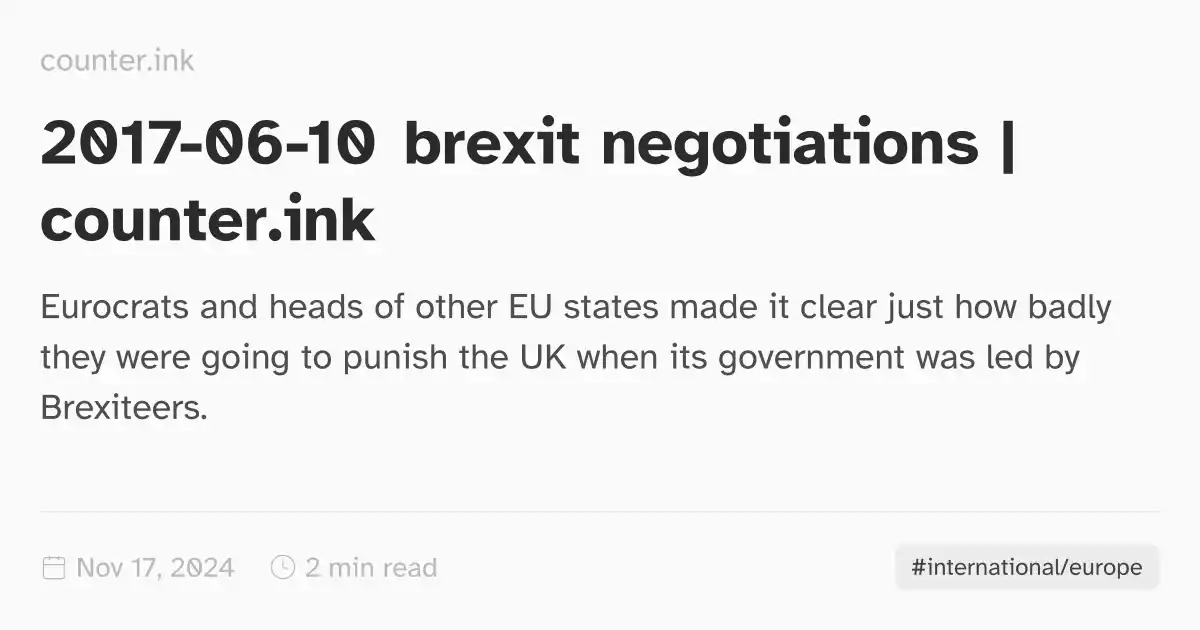 counter.ink
2017-06-10 brexit negotiations |
counter.ink
Eurocrats and heads of other EU states made it clear just how badly
they were going to punish the UK when its government was led by
Brexiteers.
Nov 17, 2024
2 min read
#international/europe